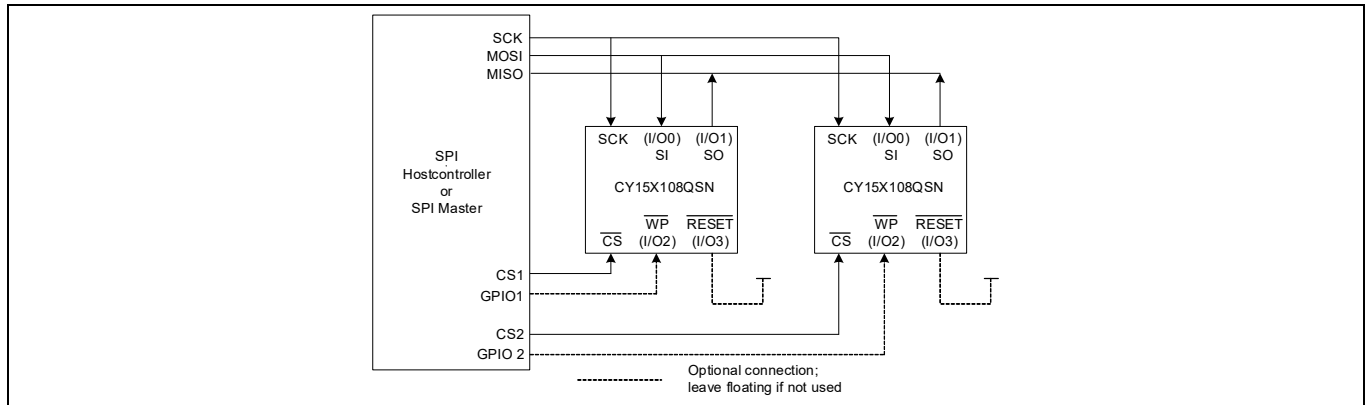 SCK
MOSI
MISO
SPI
Hostcontroller
or
SPI Master
CS1
GPIO1
CS2
GPIO 2
SCK (I/O0) (I/O1)
SI SO
CY15X108QSN
WP RESET
CS (I/O2) (I/O3)
SCK (I/O0) (I/O1)
SI SO
CY15X108QSN
WP RESET
CS (I/O2) (I/O3)
Optional connection;
leave floating if not used